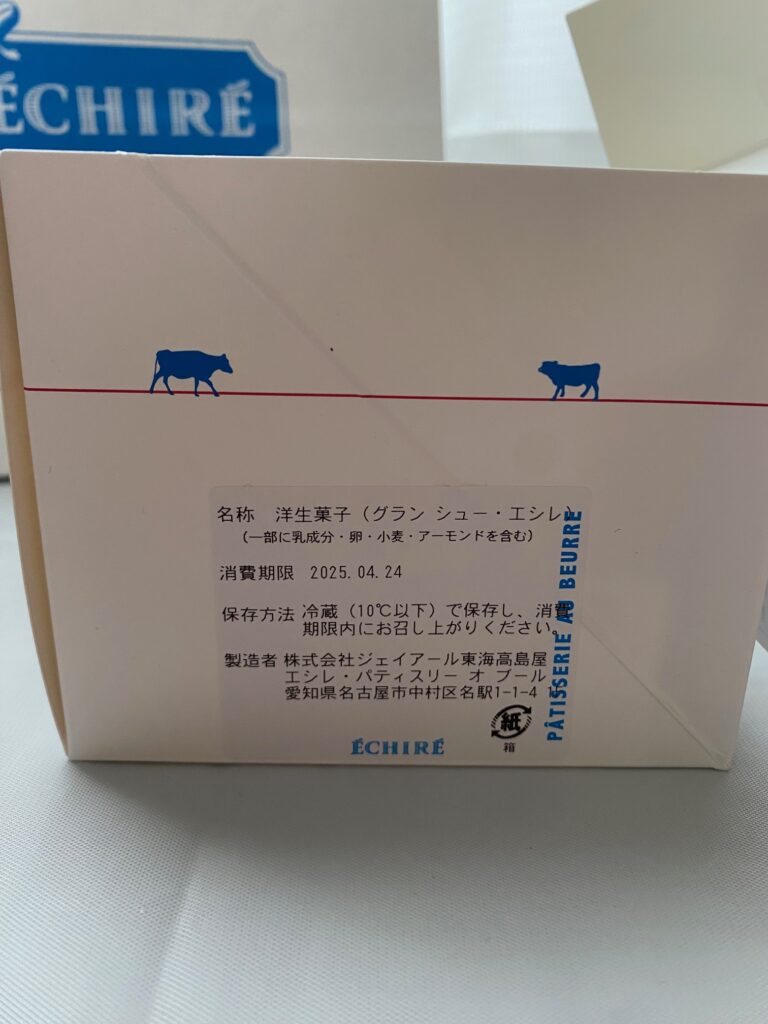 ÉCHIRÉ
名称 洋生菓子（グラン シュー・エシレ）
（一部に乳成分・卵・小麦・アーモンドを含む）
消費期限 2025.04.24
保存方法 冷蔵（10℃以下）で保存し、消費
期限内にお召し上がりください。
製造者 株式会社ジェイアール東海高島屋
エシレ・パティスリー オ ブール
愛知県名古屋市中村区名駅1-1-4
紙
箱
ÉCHIRÉ
PÂTISSERIE AU BEURRE